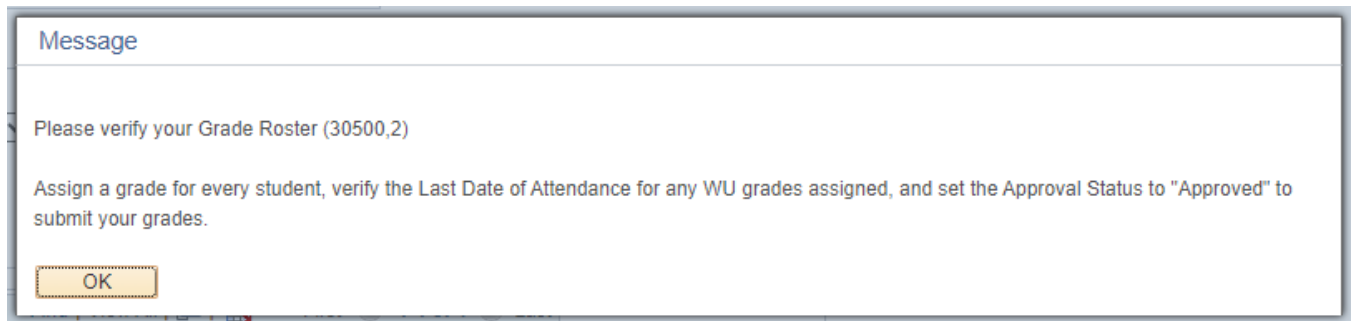 Message
Please verify your Grade Roster (30500,2)
Assign a grade for every student, verify the Last Date of Attendance for any WU grades assigned, and set the Approval Status to "Approved" to
submit your grades.
OK